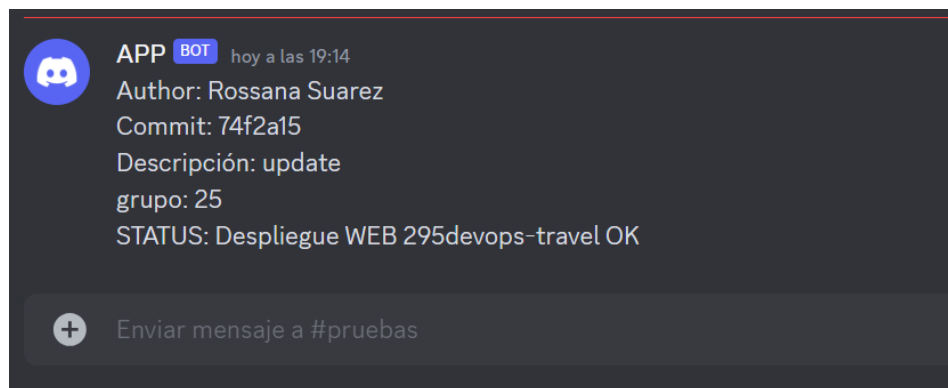 APP BOT hoy a las 19:14
Author: Rossana Suarez
Commit: 74f2a15
Descripción: update
grupo: 25
STATUS: Despliegue WEB 295devops-travel OK
Enviar mensaje a #pruebas